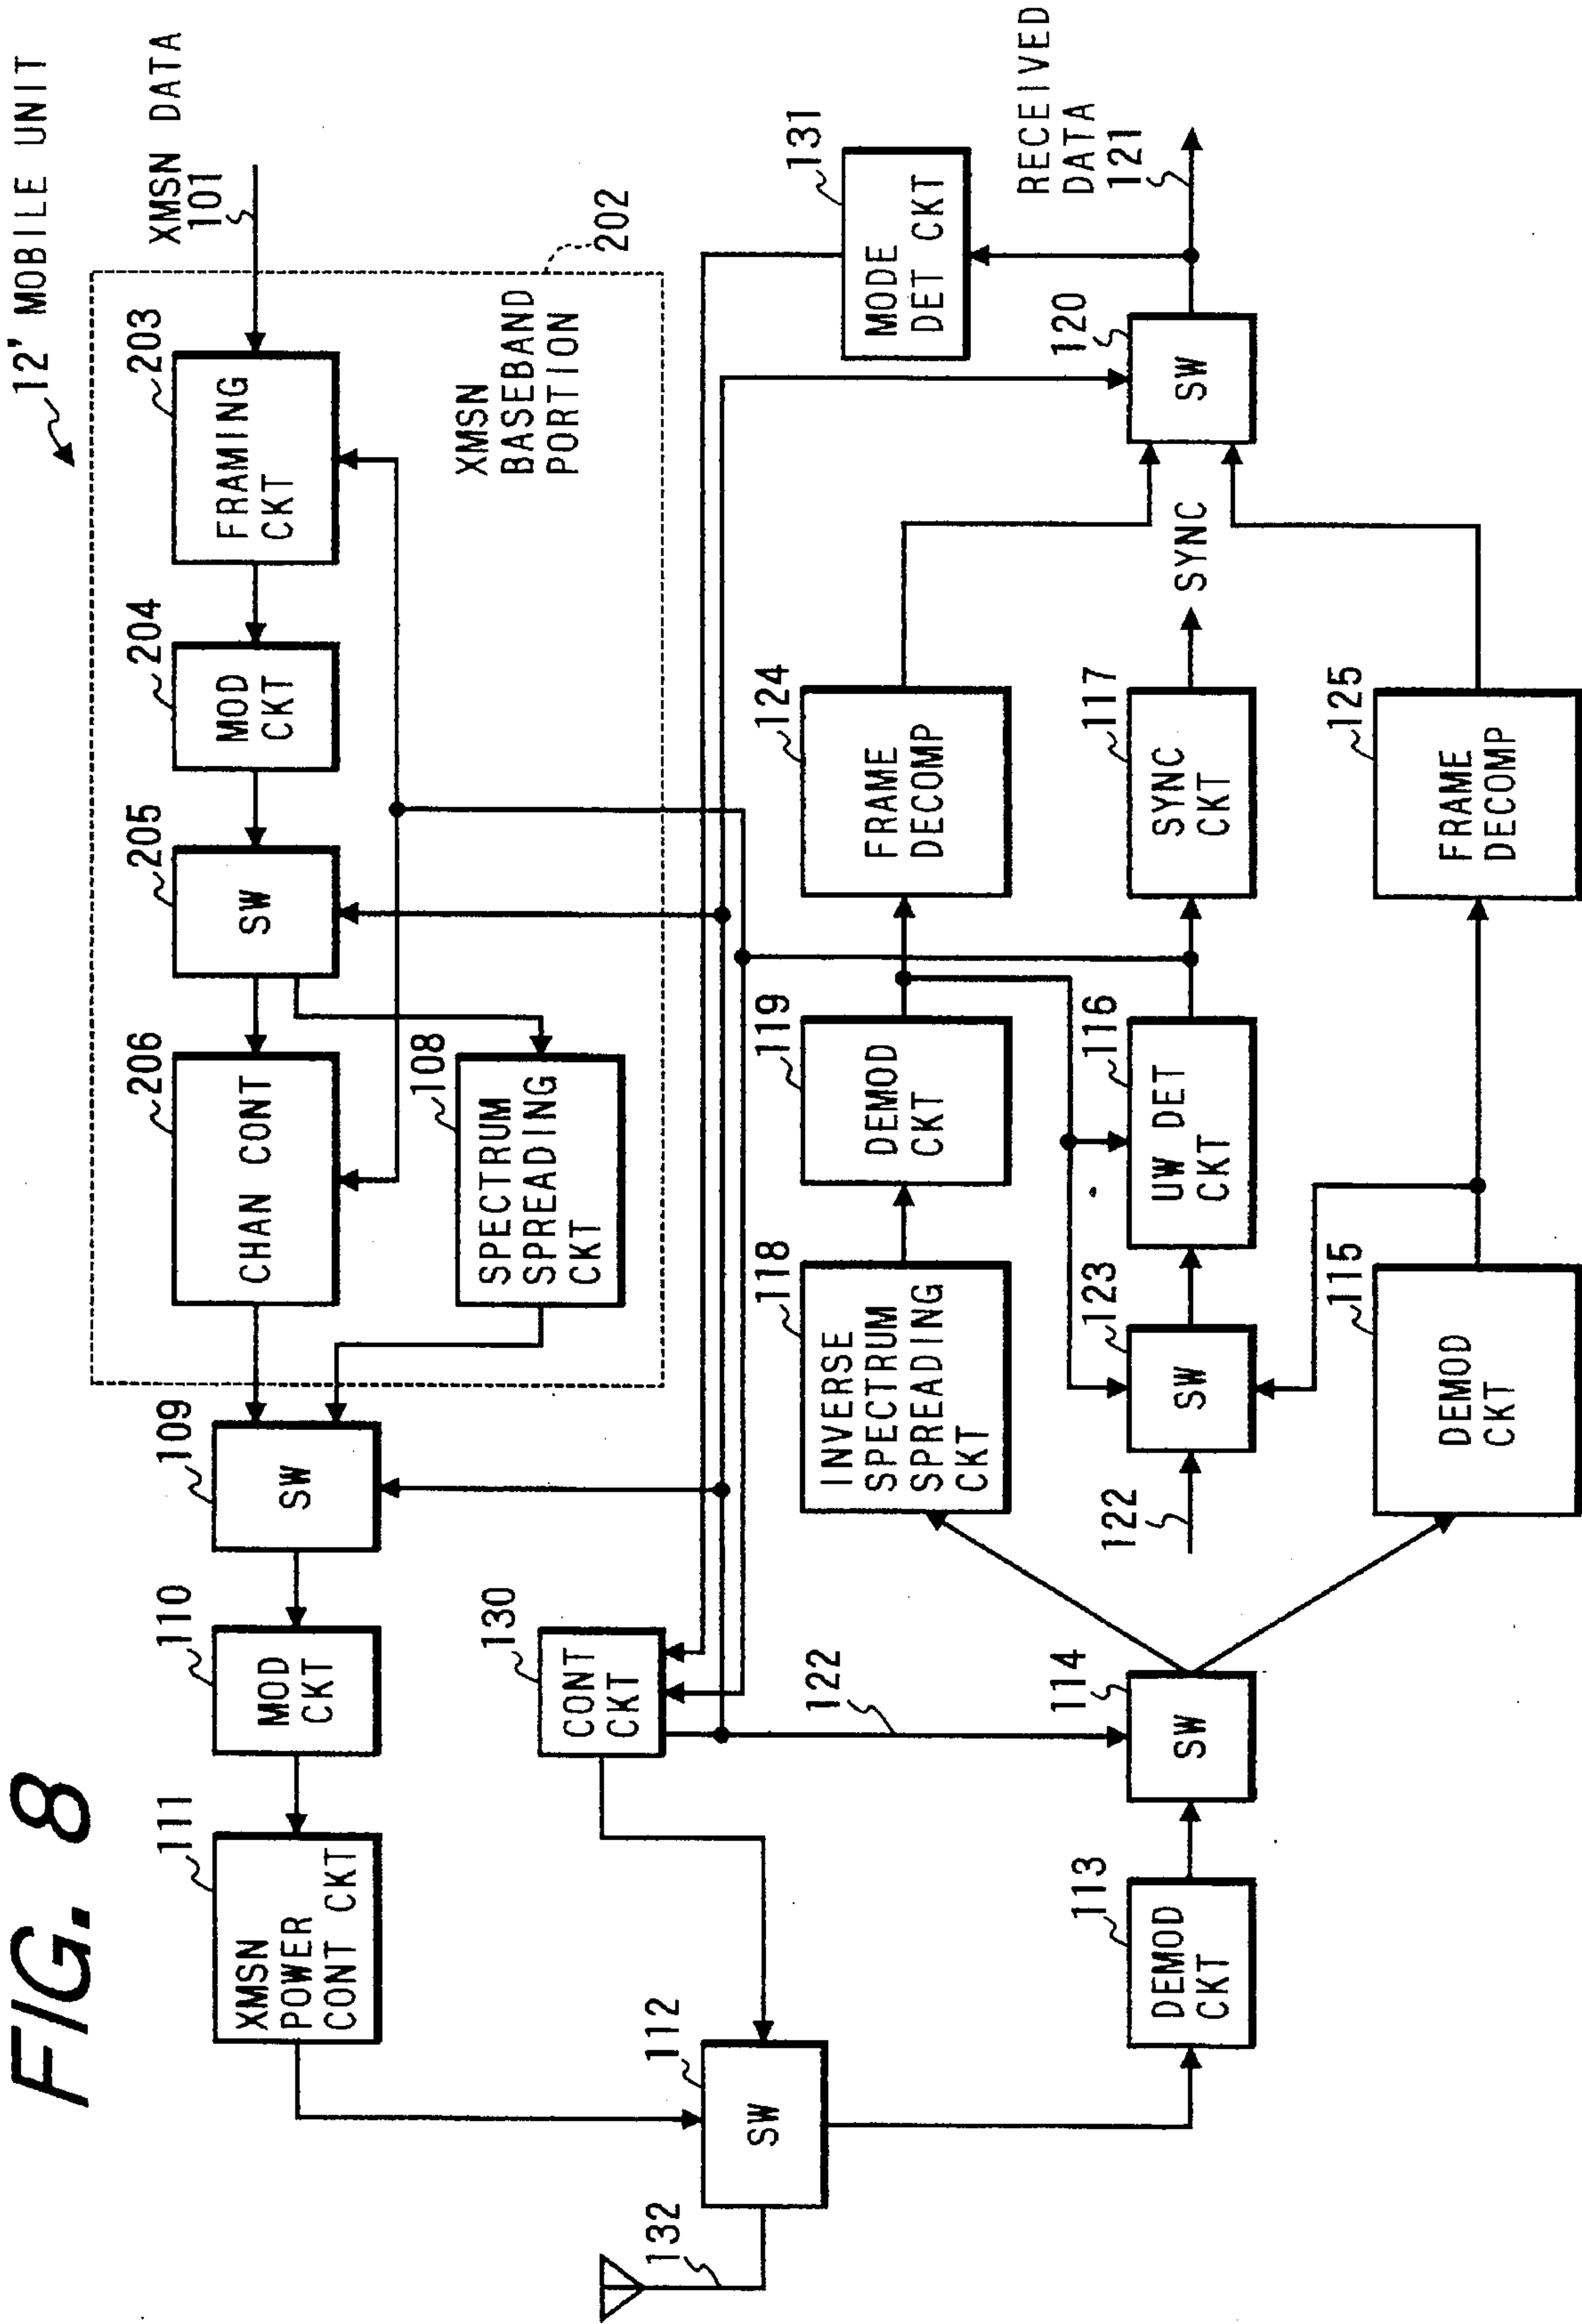 FIG. 8
12' MOBILE UNIT
XMSN DATA
101
202
XMSN
BASEBAND
PORTION
203
FRAMING
CKT
204
MOD
CKT
205
SW
206
CHAN CONT
108
SPECTRUM
SPREADING
CKT
109
SW
110
MOD
CKT
111
XMSN
POWER
CONT CKT
130
CONT
CKT
122
112
SW
132
113
DEMOD
CKT
114
SW
118
INVERSE
SPECTRUM
SPREADING
CKT
119
DEMOD
CKT
124
FRAME
DECOMP
122
123
SW
116
UW DET
CKT
117
SYNC
CKT
SYNC
115
DEMOD
CKT
125
FRAME
DECOMP
120
SW
131
MODE
DET CKT
RECEIVED
DATA
121